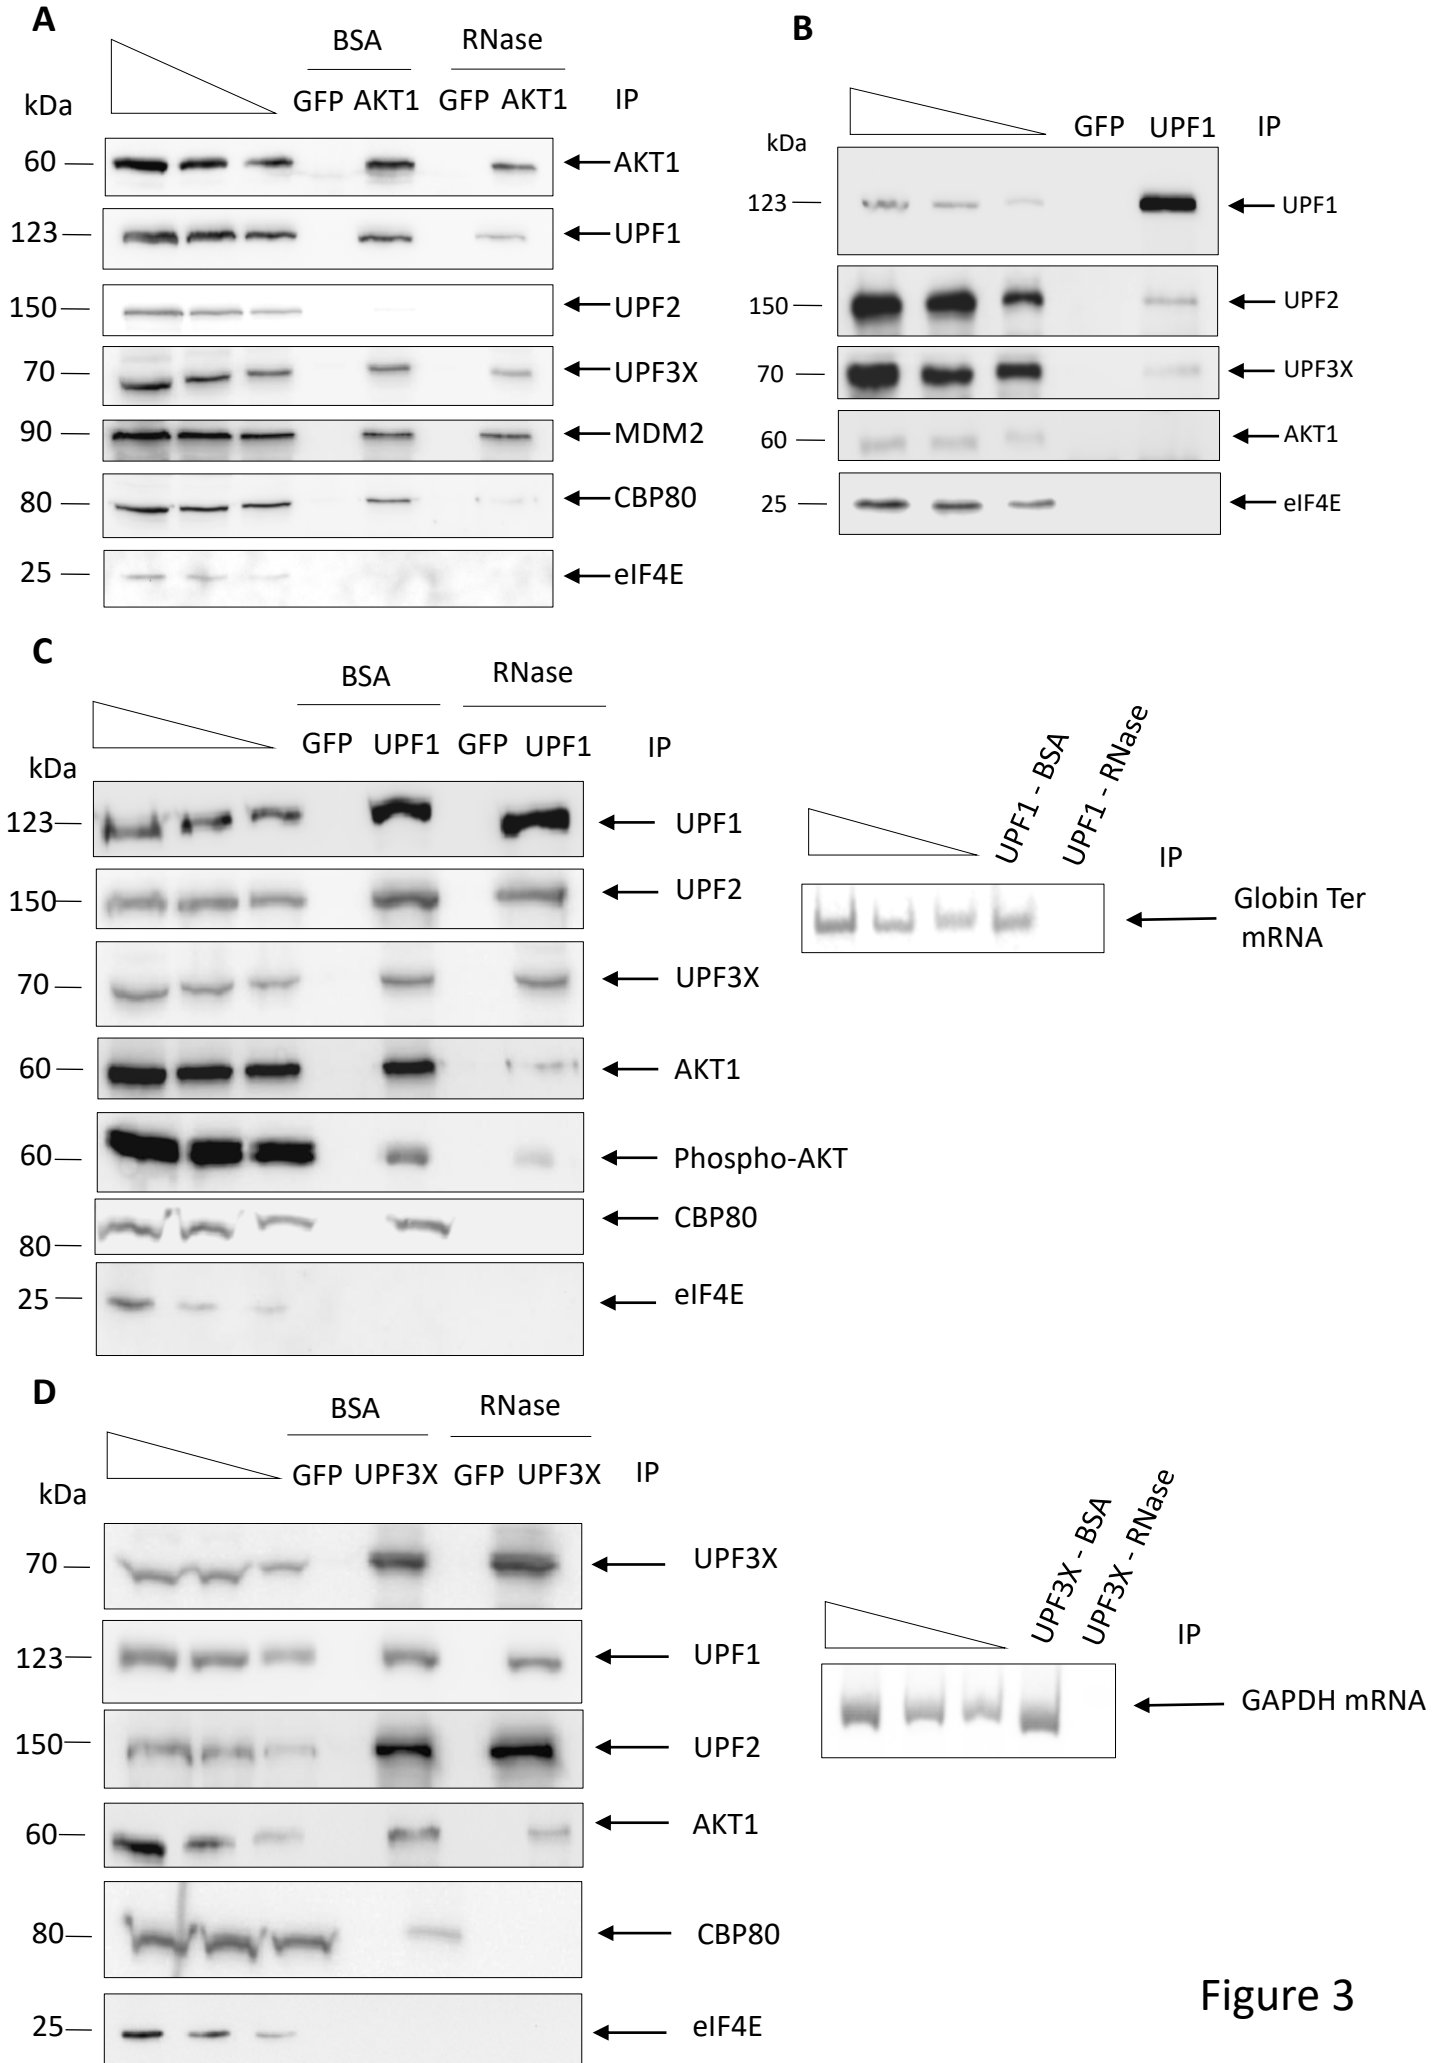 A
BSA RNase
kDa GFP AKT1 GFP AKT1 IP
60 AKT1
123 UPF1
150 UPF2
70 UPF3X
90 MDM2
80 CBP80
25 eIF4E
B
kDa GFP UPF1 IP
123 UPF1
150 UPF2
70 UPF3X
60 AKT1
25 eIF4E
C
BSA RNase
GFP UPF1 GFP UPF1 IP
kDa
123 UPF1
150 UPF2
70 UPF3X
60 AKT1
60 Phospho-AKT
80 CBP80
25 eIF4E
UPF1 - BSA
UPF1 - RNase
IP
Globin Ter
mRNA
D
BSA RNase
GFP UPF3X GFP UPF3X IP
kDa
70 UPF3X
123 UPF1
150 UPF2
60 AKT1
80 CBP80
25 eIF4E
UPF3X - BSA
UPF3X - RNase
IP
GAPDH mRNA
Figure 3